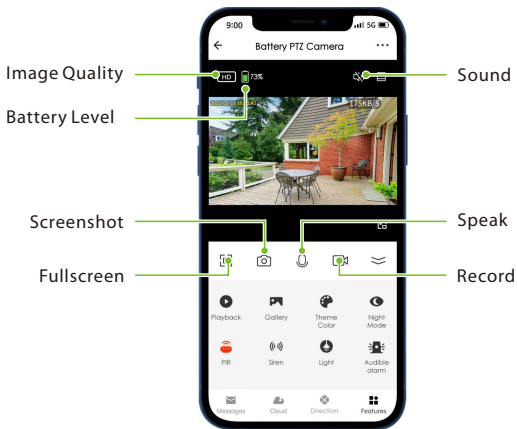 9:00
5G
Battery PTZ Camera
Image Quality
HD
73%
Sound
Battery Level
175KB/S
Screenshot
Speak
Fullscreen
Record
Playback
Gallery
Theme
Color
Night
Mode
PIR
Siren
Light
Audible
alarm
Messages
Cloud
Direction
Features